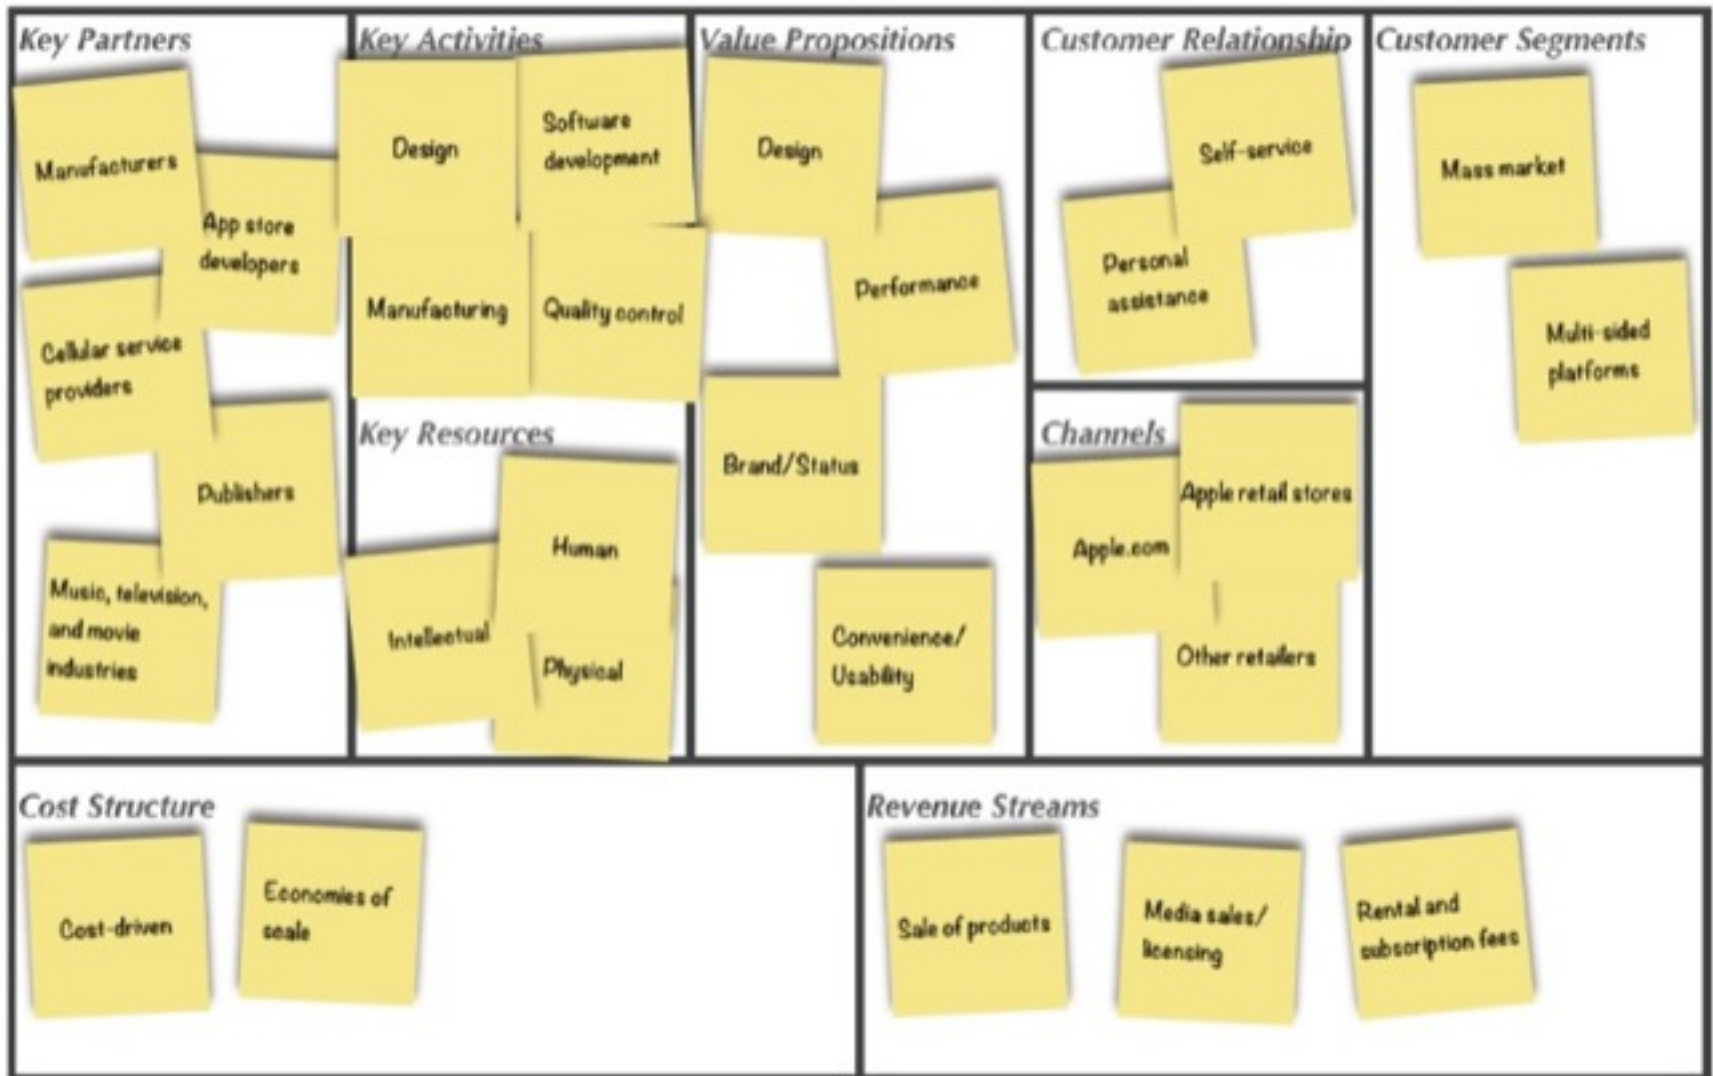 Key Partners
Manufacturers
App store
developers
Cellular service
providers
Publishers
Music, television,
and movie
industries
Key Activities
Design
Software
development
Manufacturing
Quality control
Key Resources
Human
Intellectual
Physical
Value Propositions
Design
Performance
Brand/Status
Convenience/
Usability
Customer Relationship
Self-service
Personal
assistance
Channels
Apple retail stores
Apple.com
Other retailers
Customer Segments
Mass market
Multi-sided
platforms
Cost Structure
Cost-driven
Economies of
scale
Revenue Streams
Sale of products
Media sales/
licensing
Rental and
subscription fees